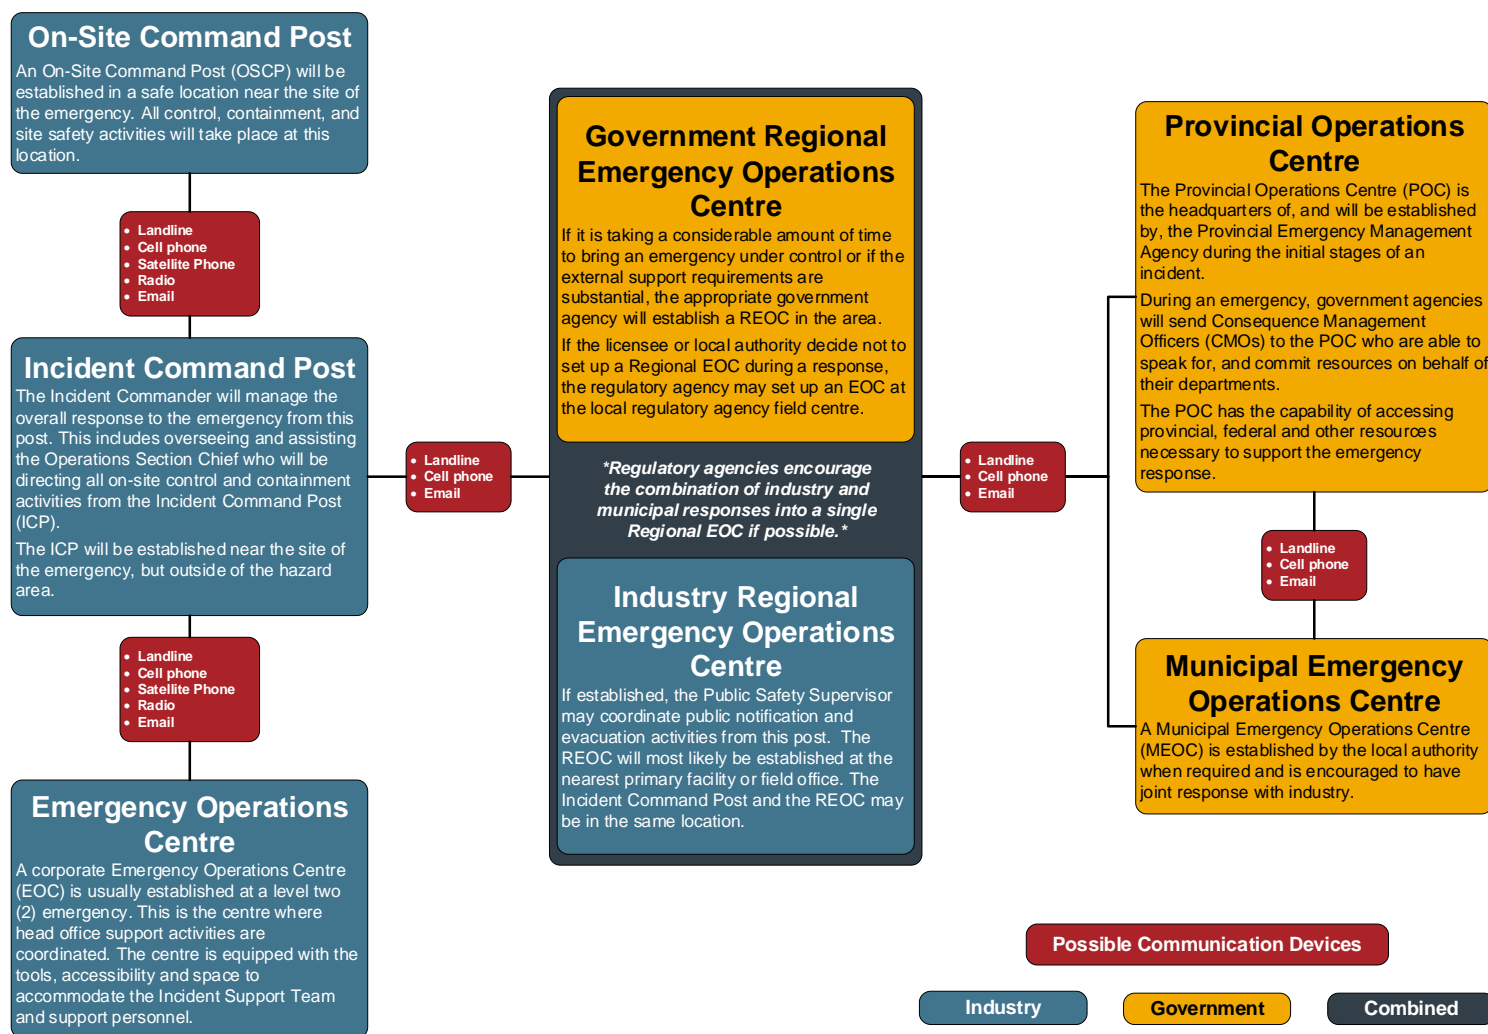 On-Site Command Post
An On-Site Command Post (OSCP) will be
established in a safe location near the site of
the emergency. All control, containment, and
site safety activities will take place at this
location.
• Landline
• Cell phone
• Satellite Phone
• Radio
• Email
Incident Command Post
The Incident Commander will manage the
overall response to the emergency from this
post. This includes overseeing and assisting
the Operations Section Chief who will be
directing all on-site control and containment
activities from the Incident Command Post
(ICP).
The ICP will be established near the site of
the emergency, but outside of the hazard
area.
• Landline
• Cell phone
• Satellite Phone
• Radio
• Email
Emergency Operations
Centre
A corporate Emergency Operations Centre
(EOC) is usually established at a level two
(2) emergency. This is the centre where
head office support activities are
coordinated. The centre is equipped with the
tools, accessibility and space to
accommodate the Incident Support Team
and support personnel.
• Landline
• Cell phone
• Email
Government Regional
Emergency Operations
Centre
If it is taking a considerable amount of time
to bring an emergency under control or if the
external support requirements are
substantial, the appropriate government
agency will establish a REOC in the area.
If the licensee or local authority decide not to
set up a Regional EOC during a response,
the regulatory agency may set up an EOC at
the local regulatory agency field centre.
*Regulatory agencies encourage
the combination of industry and
municipal responses into a single
Regional EOC if possible.*
Industry Regional
Emergency Operations
Centre
If established, the Public Safety Supervisor
may coordinate public notification and
evacuation activities from this post. The
REOC will most likely be established at the
nearest primary facility or field office. The
Incident Command Post and the REOC may
be in the same location.
• Landline
• Cell phone
• Email
Provincial Operations
Centre
The Provincial Operations Centre (POC) is
the headquarters of, and will be established
by, the Provincial Emergency Management
Agency during the initial stages of an
incident.
During an emergency, government agencies
will send Consequence Management
Officers (CMOs) to the POC who are able to
speak for, and commit resources on behalf of
their departments.
The POC has the capability of accessing
provincial, federal and other resources
necessary to support the emergency
response.
• Landline
• Cell phone
• Email
Municipal Emergency
Operations Centre
A Municipal Emergency Operations Centre
(MEOC) is established by the local authority
when required and is encouraged to have
joint response with industry.
Possible Communication Devices
Industry
Government
Combined